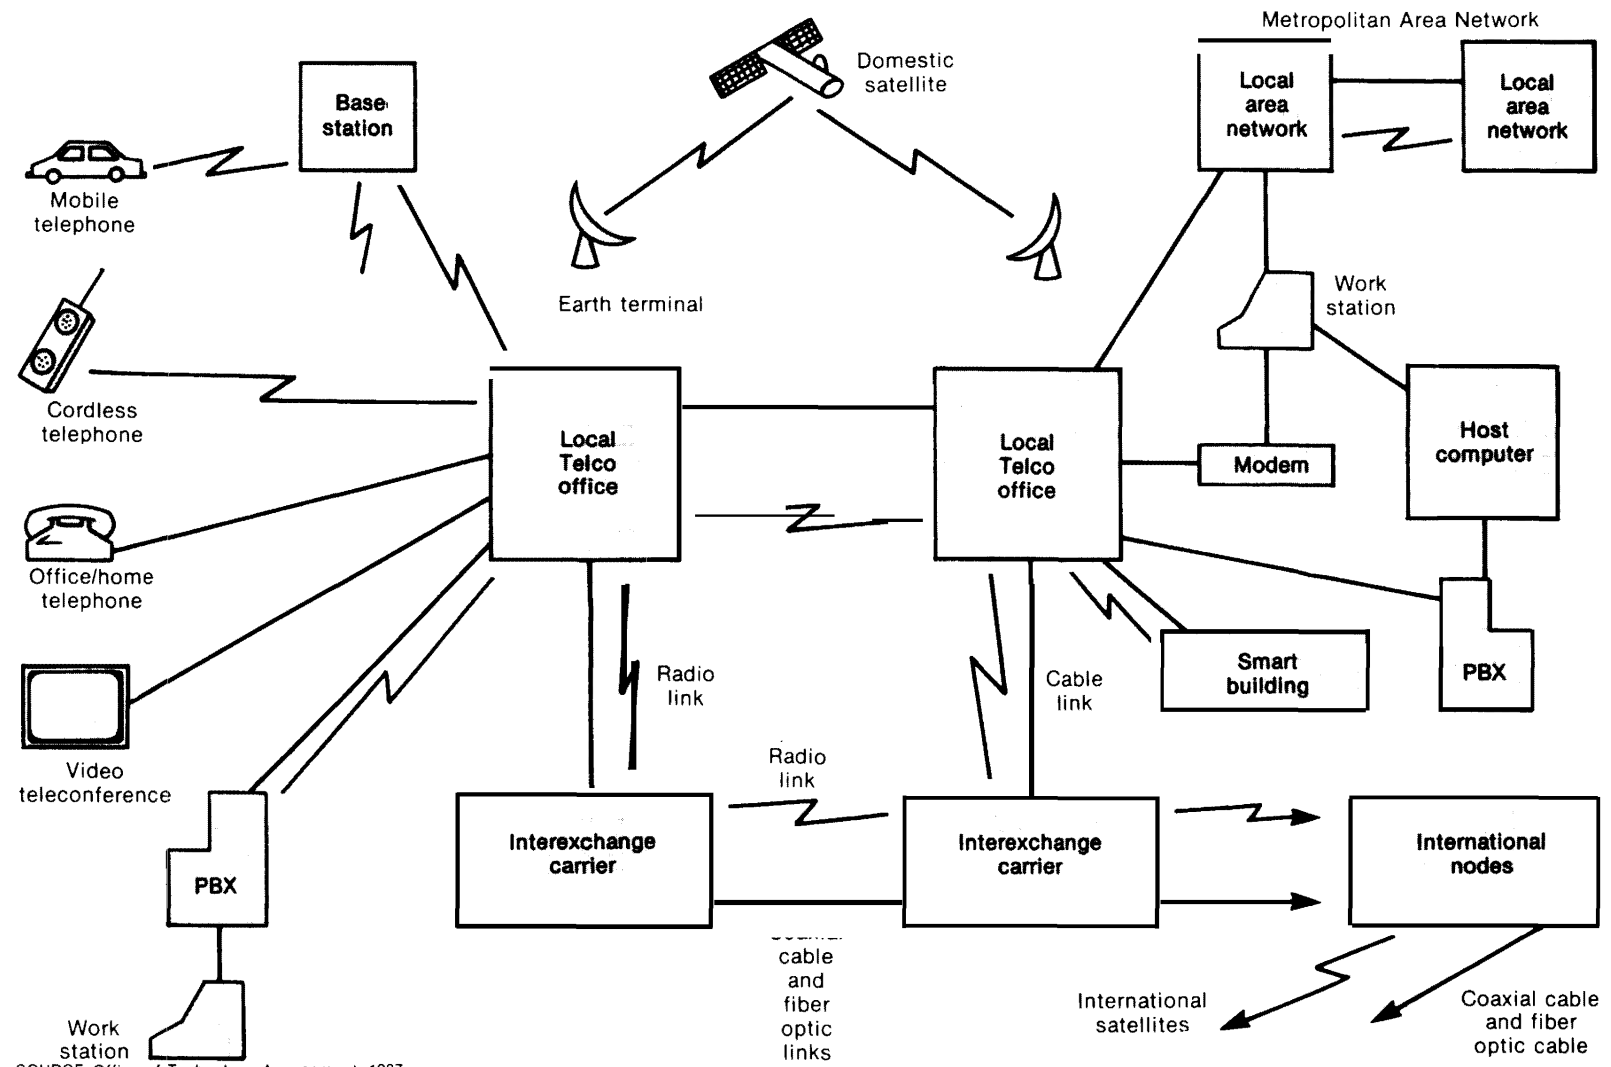 Metropolitan Area Network
Domestic
satellite
Local
area
network
Local
area
network
Base
station
Mobile
telephone
Earth terminal
Work
station
Cordless
telephone
Local
Telco
office
Local
Telco
office
Modem
Host
computer
Office/home
telephone
Radio
link
Cable
link
Smart
building
PBX
Video
teleconference
Radio
link
PBX
Interexchange
carrier
Interexchange
carrier
International
nodes
cable
and
fiber
optic
links
International
satellites
Coaxial cable
and fiber
optic cable
Work
station